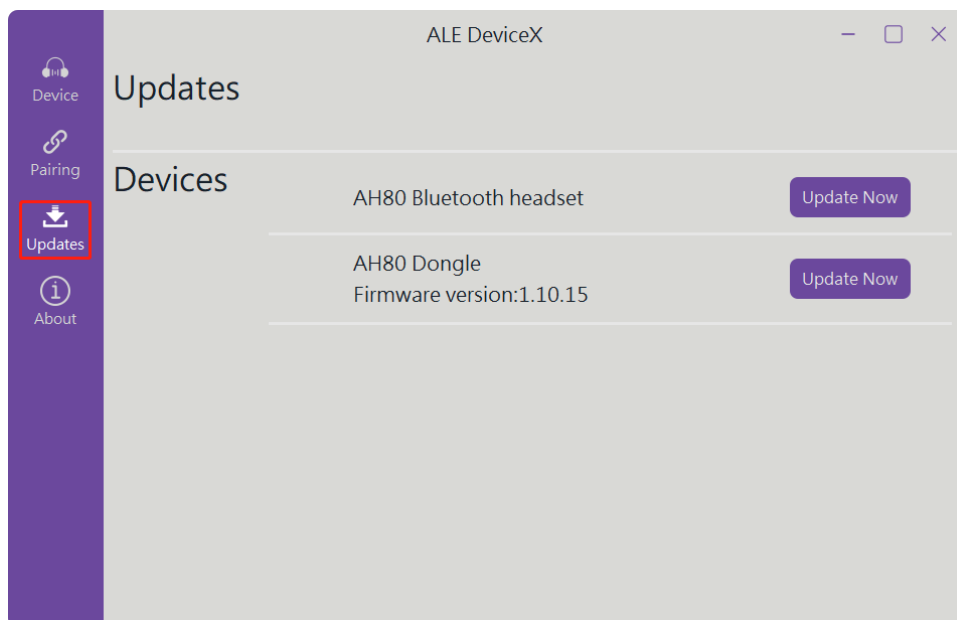 ALE DeviceX
Device
Pairing
Updates
About
Updates
Devices
AH80 Bluetooth headset
Update Now
AH80 Dongle
Firmware version:1.10.15
Update Now